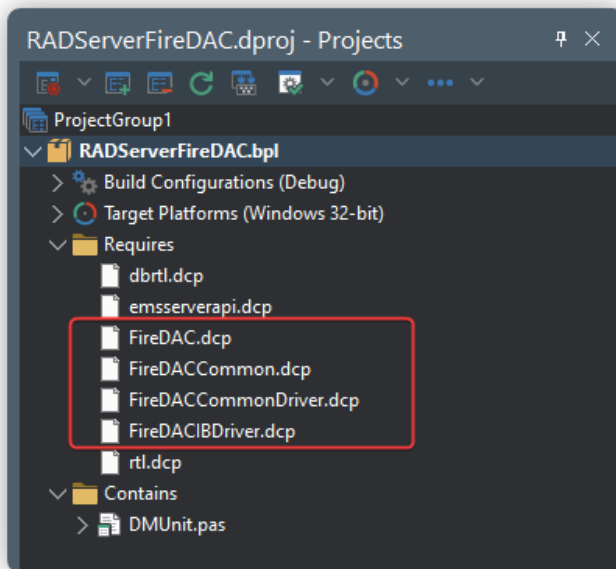 RADServerFireDAC.dproj - Projects
ProjectGroup1
RADServerFireDAC.bpl
Build Configurations (Debug)
Target Platforms (Windows 32-bit)
Requires
dbrtl.dcp
emsserverapi.dcp
FireDAC.dcp
FireDACCommon.dcp
FireDACCommonDriver.dcp
FireDACIBDriver.dcp
rtl.dcp
Contains
DMUnit.pas